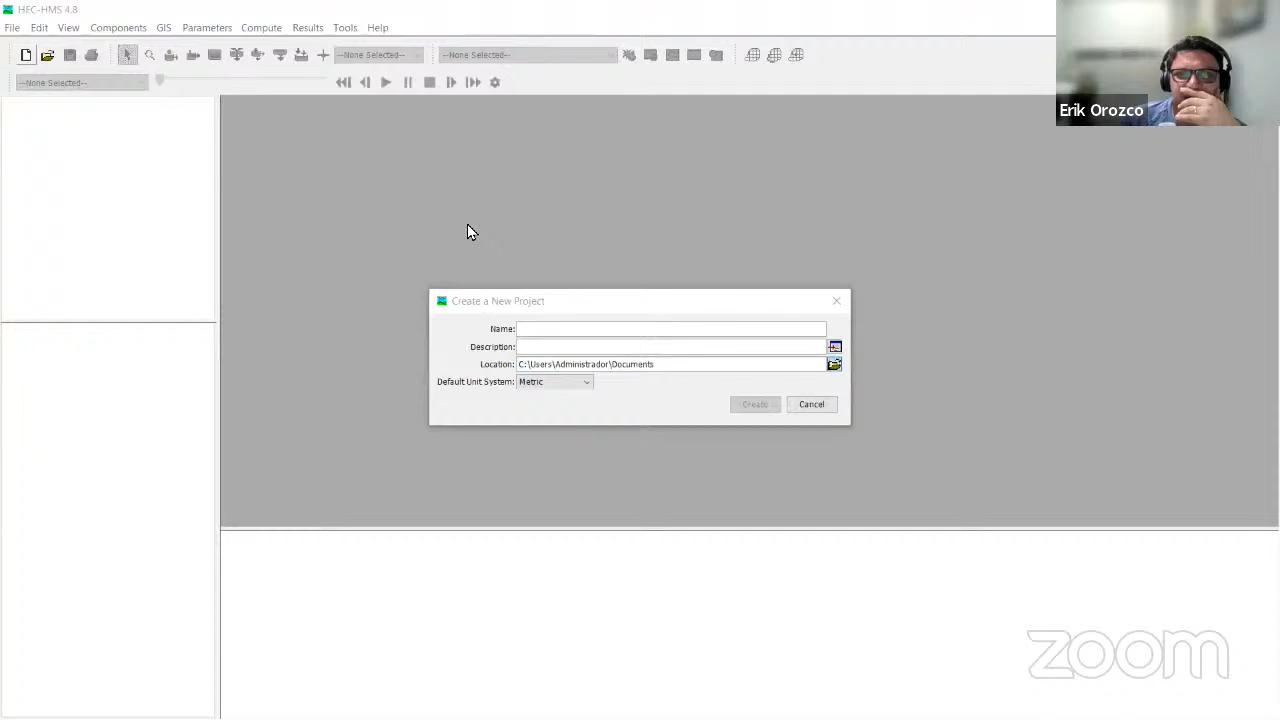 HEC-HMS 4.8
File Edit View Components GIS Parameters Compute Results Tools Help
--None Selected-- --None Selected--
--None Selected--
Erik Orozco
Create a New Project
Name:
Description:
Location: C:\Users\Administrador\Documents
Default Unit System: Metric
Create Cancel
zoom